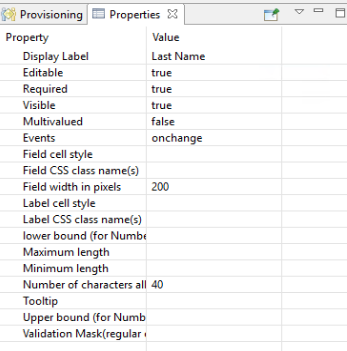 Provisioning Properties
Property Value
Display Label Last Name
Editable true
Required true
Visible true
Multivalued false
Events onchange
Field cell style
Field CSS class name(s)
Field width in pixels 200
Label cell style
Label CSS class name(s)
lower bound (for Numbe
Maximum length
Minimum length
Number of characters all 40
Tooltip
Upper bound (for Numb
Validation Mask(regular e